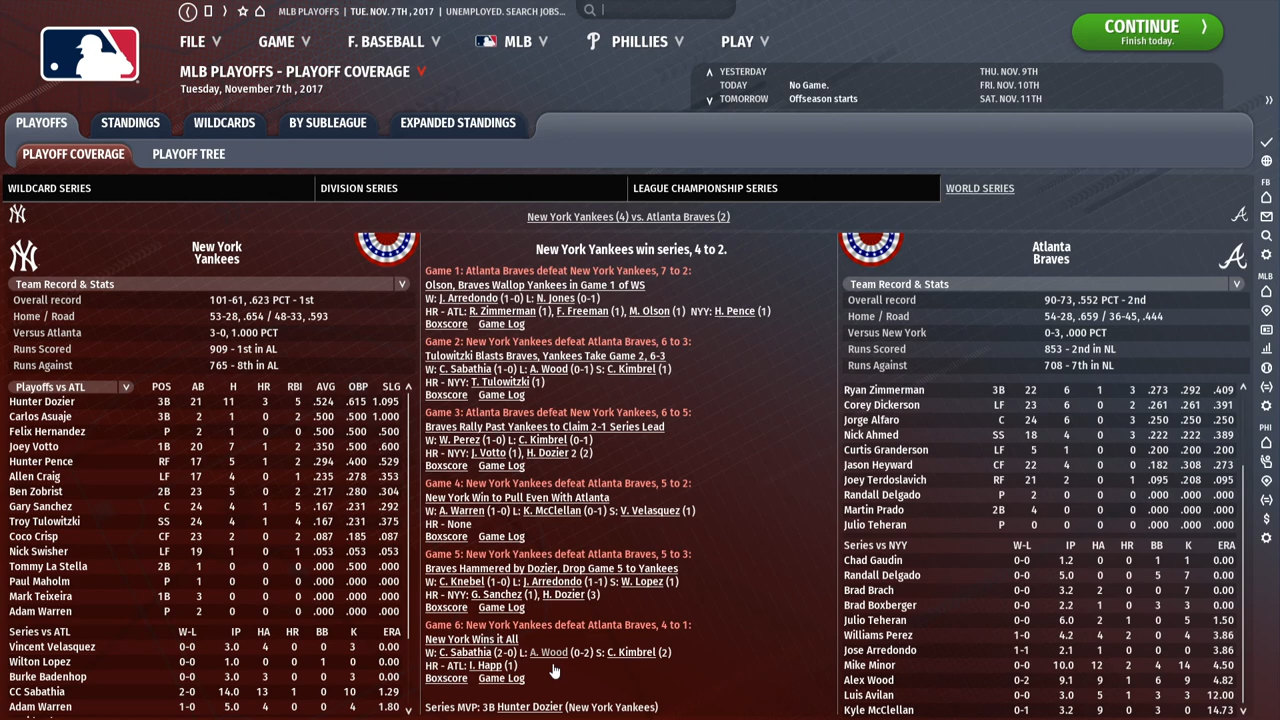 MLB PLAYOFFS | TUE. NOV. 7TH , 2017 | UNEMPLOYED. SEARCH JOBS...
FILE GAME F. BASEBALL MLB PHILLIES PLAY
CONTINUE
Finish today.
MLB PLAYOFFS - PLAYOFF COVERAGE
Tuesday, November 7th , 2017
YESTERDAY THU. NOV. 9TH
TODAY No Game. FRI. NOV. 10TH
TOMORROW Offseason starts SAT. NOV. 11TH
PLAYOFFS STANDINGS WILDCARDS BY SUBLEAGUE EXPANDED STANDINGS
PLAYOFF COVERAGE PLAYOFF TREE
WILDCARD SERIES DIVISION SERIES LEAGUE CHAMPIONSHIP SERIES WORLD SERIES
New York Yankees (4) vs. Atlanta Braves (2)
New York
Yankees
Team Record & Stats
Overall record 101-61, .623 PCT - 1st
Home / Road 53-28, .654 / 48-33, .593
Versus Atlanta 3-0, 1.000 PCT
Runs Scored 909 - 1st in AL
Runs Against 765 - 8th in AL
Playoffs vs ATL POS AB H HR RBI AVG OBP SLG
Hunter Dozier 3B 21 11 3 5 .524 .615 1.095
Carlos Asuaje 3B 2 1 0 2 .500 .500 1.000
Felix Hernandez P 2 1 0 0 .500 .500 .500
Joey Votto 1B 20 7 1 2 .350 .500 .600
Hunter Pence RF 17 5 1 2 .294 .400 .529
Allen Craig LF 17 4 0 1 .235 .278 .353
Ben Zobrist 2B 23 5 0 2 .217 .280 .304
Gary Sanchez C 24 4 1 5 .167 .231 .292
Troy Tulowitzki SS 24 4 1 4 .167 .231 .375
Coco Crisp CF 23 2 0 2 .087 .185 .087
Nick Swisher LF 19 1 0 1 .053 .053 .053
Tommy La Stella 2B 1 0 0 0 .000 .500 .000
Paul Maholm P 1 0 0 0 .000 .000 .000
Mark Teixeira 1B 3 0 0 0 .000 .000 .000
Adam Warren P 2 0 0 0 .000 .000 .000
Series vs ATL W-L IP HA HR BB K ERA
Vincent Velasquez 0-0 3.0 4 0 0 3 0.00
Wilton Lopez 0-0 1.0 0 0 1 0 0.00
Burke Badenhop 0-0 3.0 3 0 0 3 0.00
CC Sabathia 2-0 14.0 13 1 0 10 1.29
Adam Warren 1-0 5.0 4 0 0 4 1.80
New York Yankees win series, 4 to 2.
Game 1: Atlanta Braves defeat New York Yankees, 7 to 2:
Olson, Braves Wallop Yankees in Game 1 of WS
W: J. Arredondo (1-0) L: N. Jones (0-1)
HR - ATL: R. Zimmerman (1), F. Freeman (1), M. Olson (1) NYY: H. Pence (1)
Boxscore Game Log
Game 2: New York Yankees defeat Atlanta Braves, 6 to 3:
Tulowitzki Blasts Braves, Yankees Take Game 2, 6-3
W: C. Sabathia (1-0) L: A. Wood (0-1) S: C. Kimbrel (1)
HR - NYY: T. Tulowitzki (1)
Boxscore Game Log
Game 3: Atlanta Braves defeat New York Yankees, 6 to 5:
Braves Rally Past Yankees to Claim 2-1 Series Lead
W: W. Perez (1-0) L: C. Kimbrel (0-1)
HR - NYY: J. Votto (1), H. Dozier 2 (2)
Boxscore Game Log
Game 4: New York Yankees defeat Atlanta Braves, 5 to 2:
New York Win to Pull Even With Atlanta
W: A. Warren (1-0) L: K. McClellan (0-1) S: V. Velasquez (1)
HR - None
Boxscore Game Log
Game 5: New York Yankees defeat Atlanta Braves, 5 to 3:
Braves Hammered by Dozier, Drop Game 5 to Yankees
W: C. Knebel (1-0) L: J. Arredondo (1-1) S: W. Lopez (1)
HR - NYY: G. Sanchez (1), H. Dozier (3)
Boxscore Game Log
Game 6: New York Yankees defeat Atlanta Braves, 4 to 1:
New York Wins it All
W: C. Sabathia (2-0) L: A. Wood (0-2) S: C. Kimbrel (2)
HR - ATL: I. Happ (1)
Boxscore Game Log
Series MVP: 3B Hunter Dozier (New York Yankees)
Atlanta
Braves
Team Record & Stats
Overall record 90-73, .552 PCT - 2nd
Home / Road 54-28, .659 / 36-45, .444
Versus New York 0-3, .000 PCT
Runs Scored 853 - 2nd in NL
Runs Against 708 - 7th in NL
Ryan Zimmerman 3B 22 6 1 3 .273 .292 .409
Corey Dickerson LF 23 6 0 2 .261 .261 .391
Jorge Alfaro C 24 6 0 3 .250 .250 .250
Nick Ahmed SS 18 4 0 3 .222 .222 .389
Curtis Granderson LF 5 1 0 0 .200 .200 .200
Jason Heyward CF 22 4 0 0 .182 .308 .273
Joey Terdoslavich RF 21 2 0 1 .095 .208 .095
Randall Delgado P 2 0 0 0 .000 .000 .000
Martin Prado 2B 4 0 0 0 .000 .000 .000
Julio Teheran P 0 0 0 0 .000 .000 .000
Series vs NYY W-L IP HA HR BB K ERA
Chad Gaudin 0-0 1.2 0 0 1 1 0.00
Randall Delgado 0-0 5.0 0 0 5 7 0.00
Brad Brach 0-0 3.2 2 0 0 7 0.00
Brad Boxberger 0-0 2.2 1 0 3 3 0.00
Julio Teheran 0-0 6.0 2 1 0 5 1.50
Williams Perez 1-0 4.2 4 2 0 4 3.86
Jose Arredondo 1-1 2.1 1 0 1 0 3.86
Mike Minor 0-0 10.0 12 2 4 14 4.50
Alex Wood 0-2 9.1 9 1 6 9 4.82
Luis Avilan 0-0 3.0 5 1 3 3 12.00
Kyle McClellan 0-1 3.2 9 0 3 0 14.73
FB
MLB
PHI